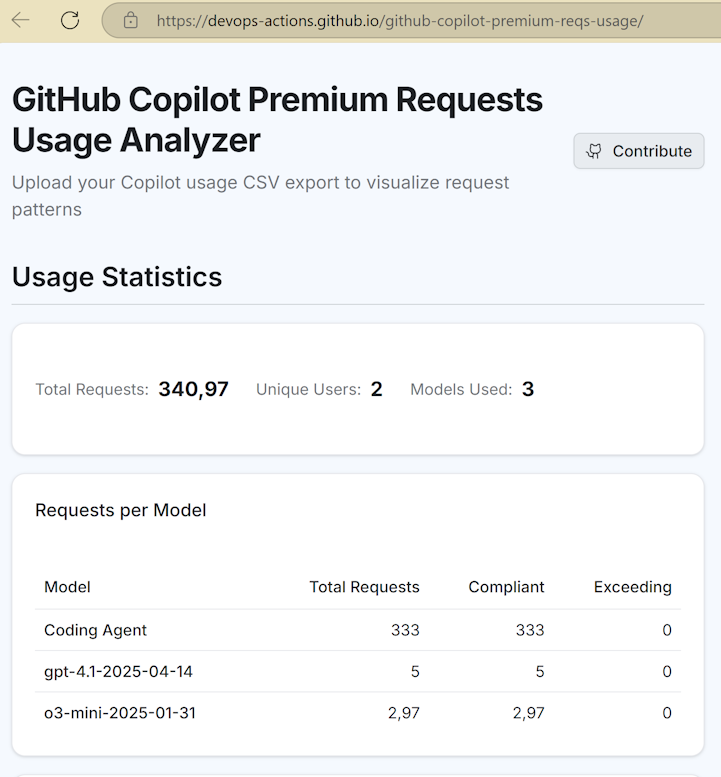 https://devops-actions.github.io/github-copilot-premium-reqs-usage/
GitHub Copilot Premium Requests
Usage Analyzer
Contribute
Upload your Copilot usage CSV export to visualize request
patterns
Usage Statistics
Total Requests: 340,97 Unique Users: 2 Models Used: 3
Requests per Model
Model Total Requests Compliant Exceeding
Coding Agent 333 333 0
gpt-4.1-2025-04-14 5 5 0
o3-mini-2025-01-31 2,97 2,97 0